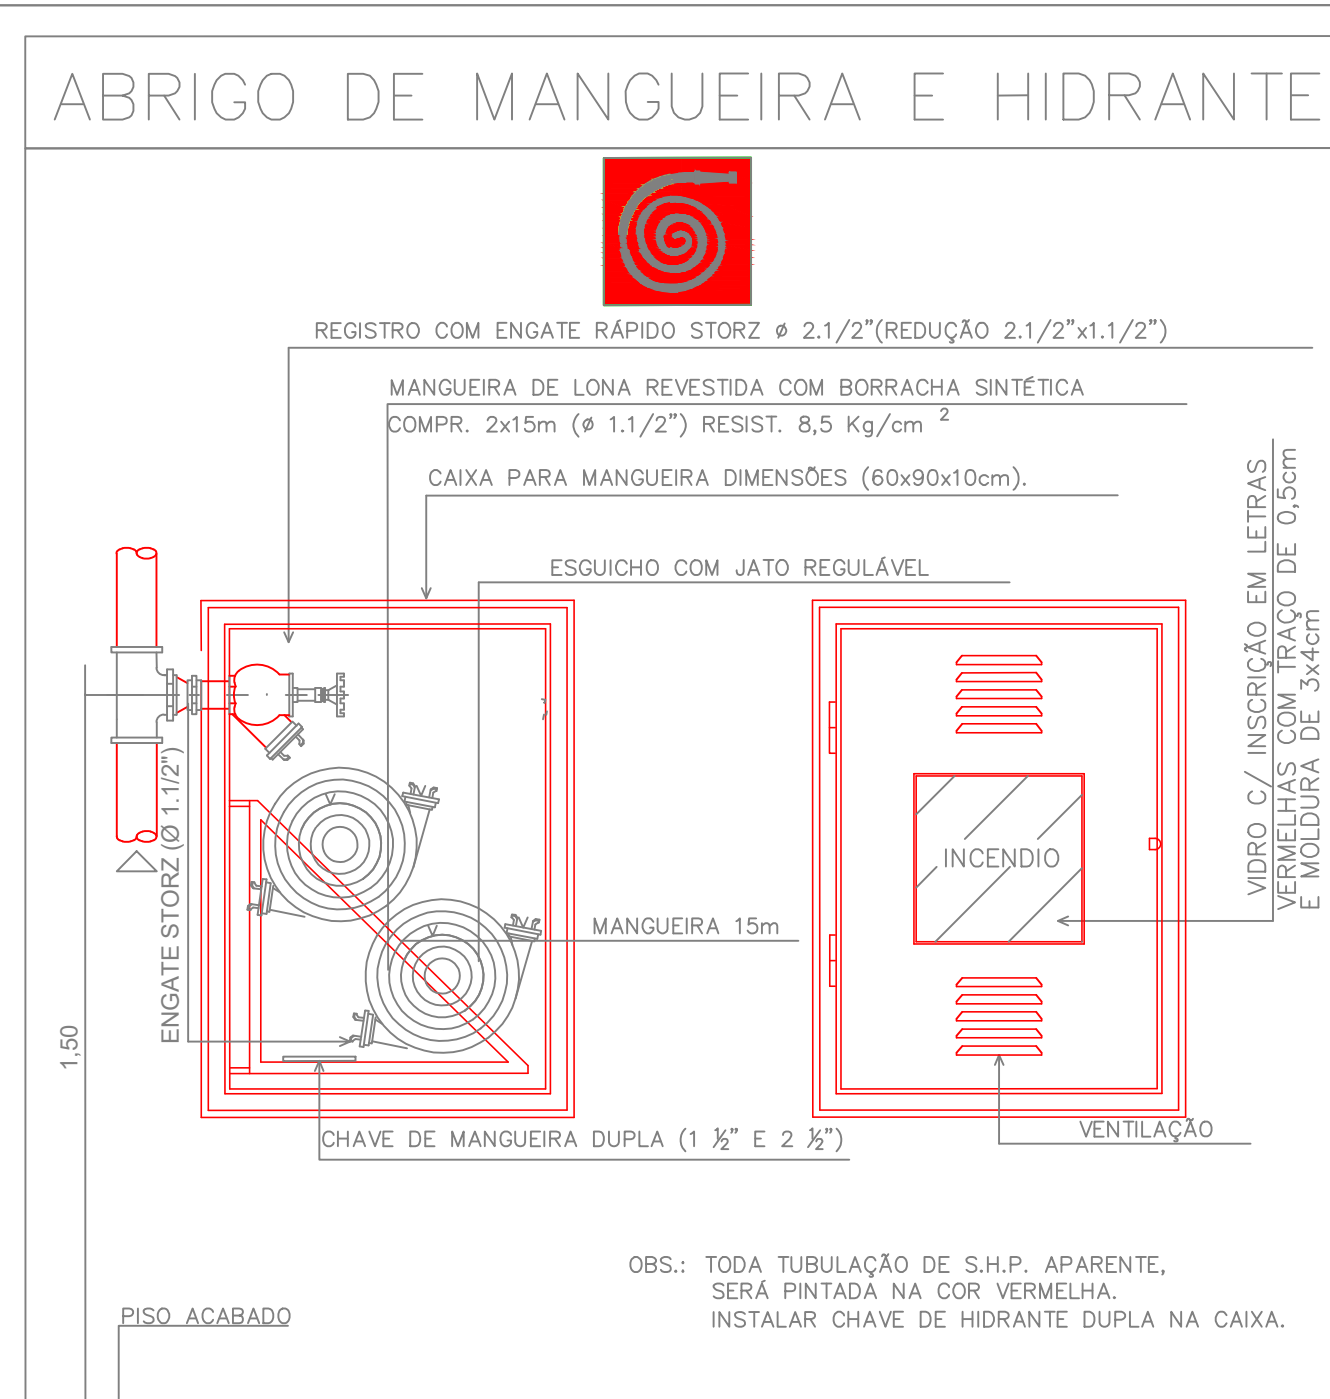 ABRIGO DE MANGUEIRA E HIDRANTE
REGISTRO COM ENGATE RÁPIDO STORZ ø 2.1/2”(REDUÇÃO 2.1/2”x1.1/2”)
MANGUEIRA DE LONA REVESTIDA COM BORRACHA SINTÉTICA
COMPR. 2x15m (ø 1.1/2”) RESIST. 8,5 Kg/cm ²
CAIXA PARA MANGUEIRA DIMENSÕES (60x90x10cm).
ESGUICHO COM JATO REGULÁVEL
VIDRO C/ INSCRIÇÃO EM LETRAS
VERMELHAS COM TRAÇO DE 0,5cm
E MOLDURA DE 3x4cm
ENGATE STORZ (Ø 1.1/2")
INCENDIO
MANGUEIRA 15m
1,50
CHAVE DE MANGUEIRA DUPLA (1 ½” E 2 ½”)
VENTILAÇÃO
OBS.: TODA TUBULAÇÃO DE S.H.P. APARENTE,
SERÁ PINTADA NA COR VERMELHA.
INSTALAR CHAVE DE HIDRANTE DUPLA NA CAIXA.
PISO ACABADO